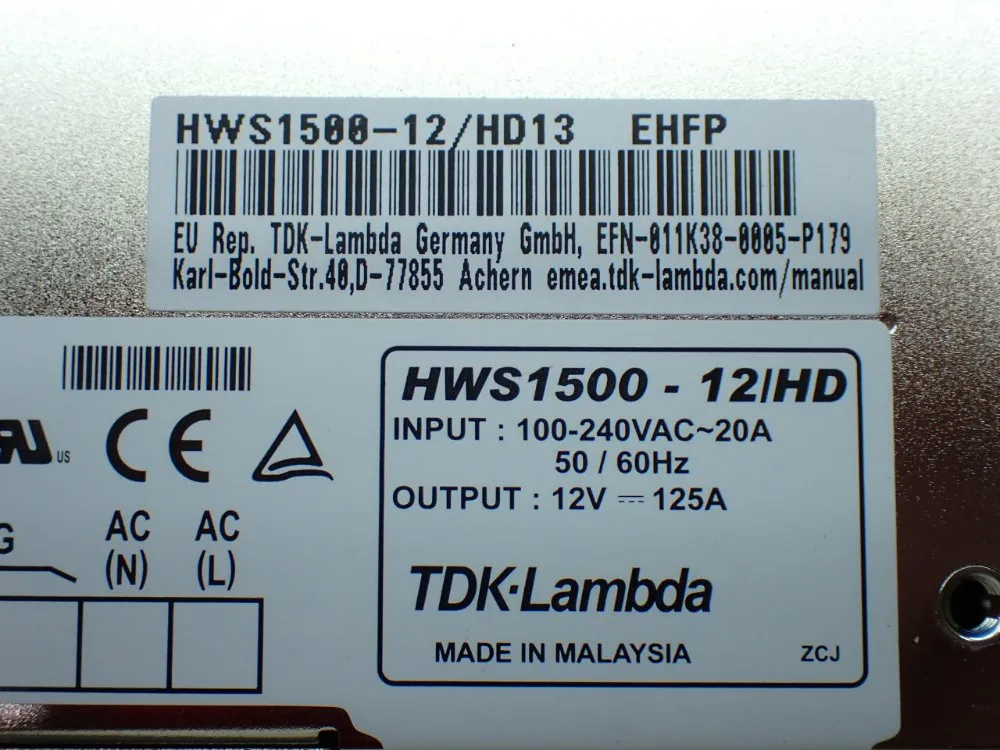 HWS1500-12/HD13 EHFP
EU Rep. TDK-Lambda Germany GmbH, EFN-011K38-0005-P179
Karl-Bold-Str.40,D-77855 Achern emea.tdk-lambda.com/manual
HWS1500 - 12/HD
INPUT : 100-240VAC~20A
50 / 60Hz
OUTPUT : 12V ⎓ 125A
TDK·Lambda
MADE IN MALAYSIA ZCJ
US
CE
AC AC
(N) (L)